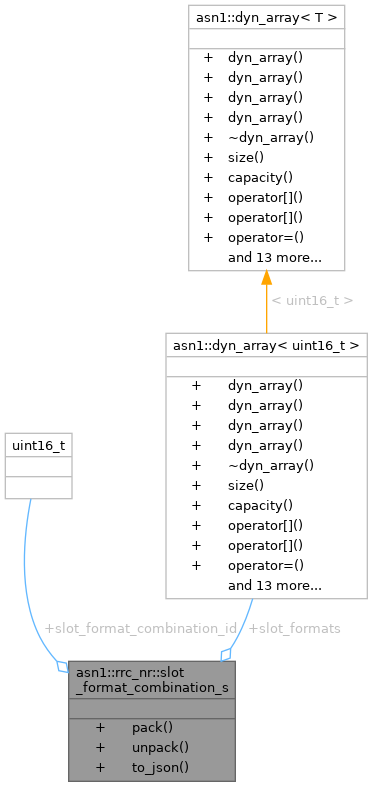 asn1::dyn_array< T >
+ dyn_array()
+ dyn_array()
+ dyn_array()
+ dyn_array()
+ ~dyn_array()
+ size()
+ capacity()
+ operator[]()
+ operator[]()
+ operator=()
and 13 more...
< uint16_t >
asn1::dyn_array< uint16_t >
+ dyn_array()
+ dyn_array()
+ dyn_array()
+ dyn_array()
+ ~dyn_array()
+ size()
+ capacity()
+ operator[]()
+ operator[]()
+ operator=()
and 13 more...
uint16_t
+slot_format_combination_id
+slot_formats
asn1::rrc_nr::slot
_format_combination_s
+ pack()
+ unpack()
+ to_json()